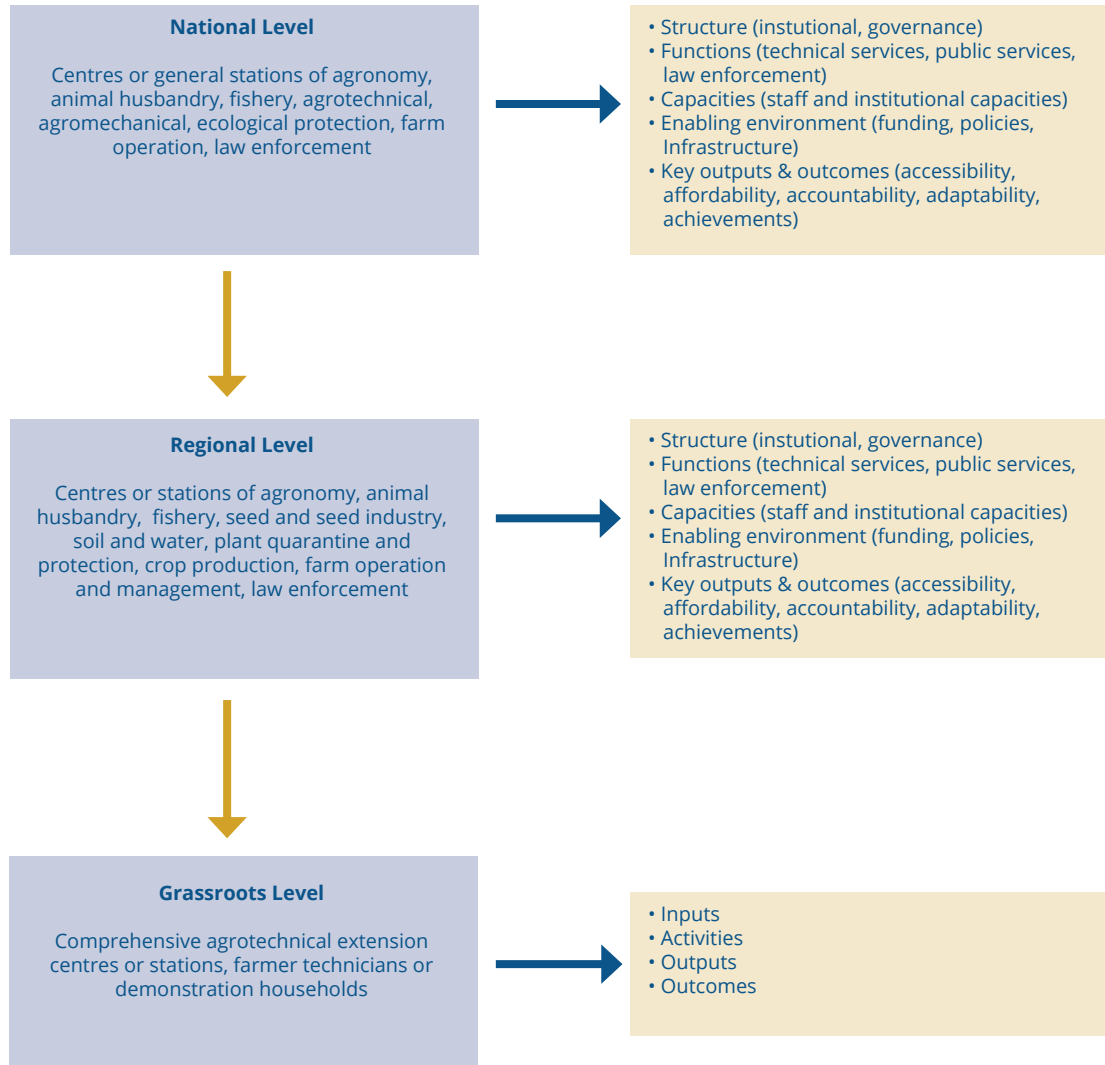 National Level
Centres or general stations of agronomy,
animal husbandry, fishery, agrotechnical,
agromechanical, ecological protection, farm
operation, law enforcement
• Structure (instutional, governance)
• Functions (technical services, public services,
law enforcement)
• Capacities (staff and institutional capacities)
• Enabling environment (funding, policies,
Infrastructure)
• Key outputs & outcomes (accessibility,
affordability, accountability, adaptability,
achievements)
Regional Level
Centres or stations of agronomy, animal
husbandry, fishery, seed and seed industry,
soil and water, plant quarantine and
protection, crop production, farm operation
and management, law enforcement
• Structure (instutional, governance)
• Functions (technical services, public services,
law enforcement)
• Capacities (staff and institutional capacities)
• Enabling environment (funding, policies,
Infrastructure)
• Key outputs & outcomes (accessibility,
affordability, accountability, adaptability,
achievements)
Grassroots Level
Comprehensive agrotechnical extension
centres or stations, farmer technicians or
demonstration households
• Inputs
• Activities
• Outputs
• Outcomes